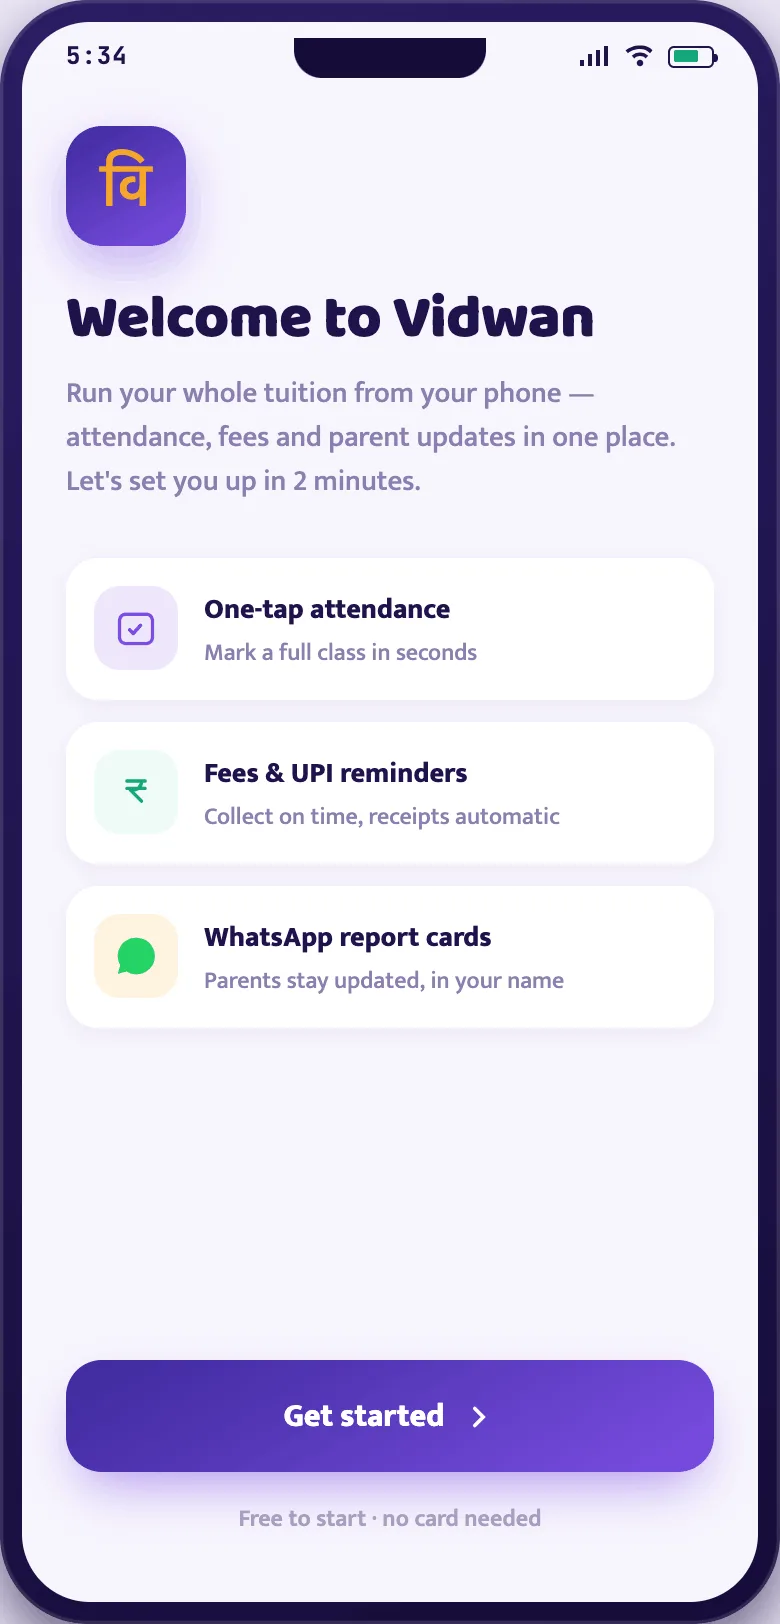 5:34
वि
Welcome to Vidwan
Run your whole tuition from your phone —
attendance, fees and parent updates in one place.
Let's set you up in 2 minutes.
One-tap attendance
Mark a full class in seconds
₹
Fees & UPI reminders
Collect on time, receipts automatic
WhatsApp report cards
Parents stay updated, in your name
Get started
Free to start · no card needed